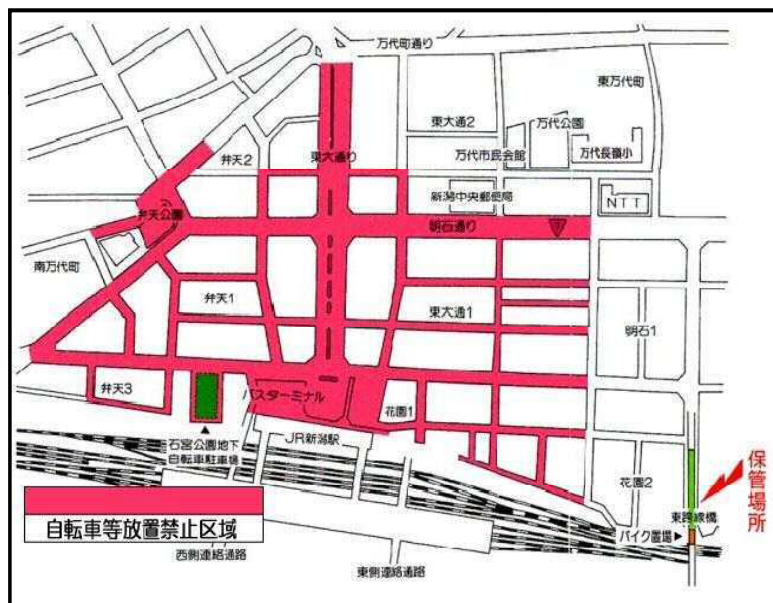 万代町通り
東万代町
東大通2
万代公園
弁天2
東大通り
万代市民会館
万代長嶺小
新潟中央郵便局
NTT
弁天公園
明石通り
南万代町
弁天1
東大通1
明石1
弁天3
バスターミナル
花園1
石宮公園地下
自転車駐車場
JR新潟駅
花園2
保管場所
東跨線橋
バイク置場
自転車等放置禁止区域
西側連絡通路
東側連絡通路